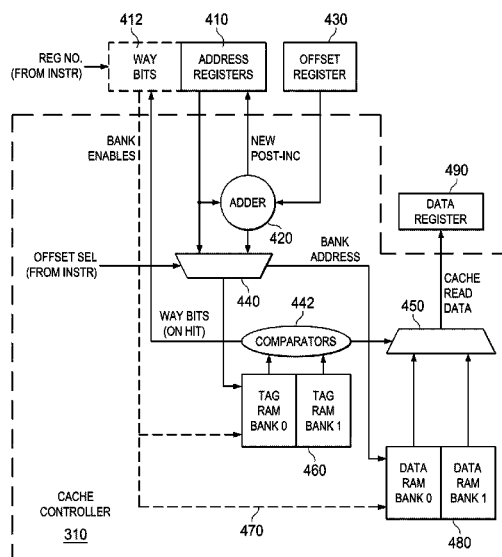 412
410
430
REG NO.
(FROM INSTR)
WAY
BITS
ADDRESS
REGISTERS
OFFSET
REGISTER
BANK
ENABLES
NEW
POST-INC
490
DATA
REGISTER
ADDER
420
OFFSET SEL
(FROM INSTR)
BANK
ADDRESS
440
442
450
CACHE
READ
DATA
WAY BITS
(ON HIT)
COMPARATORS
TAG
RAM
BANK 0
TAG
RAM
BANK 1
460
DATA
RAM
BANK 0
DATA
RAM
BANK 1
CACHE
CONTROLLER
310
470
480